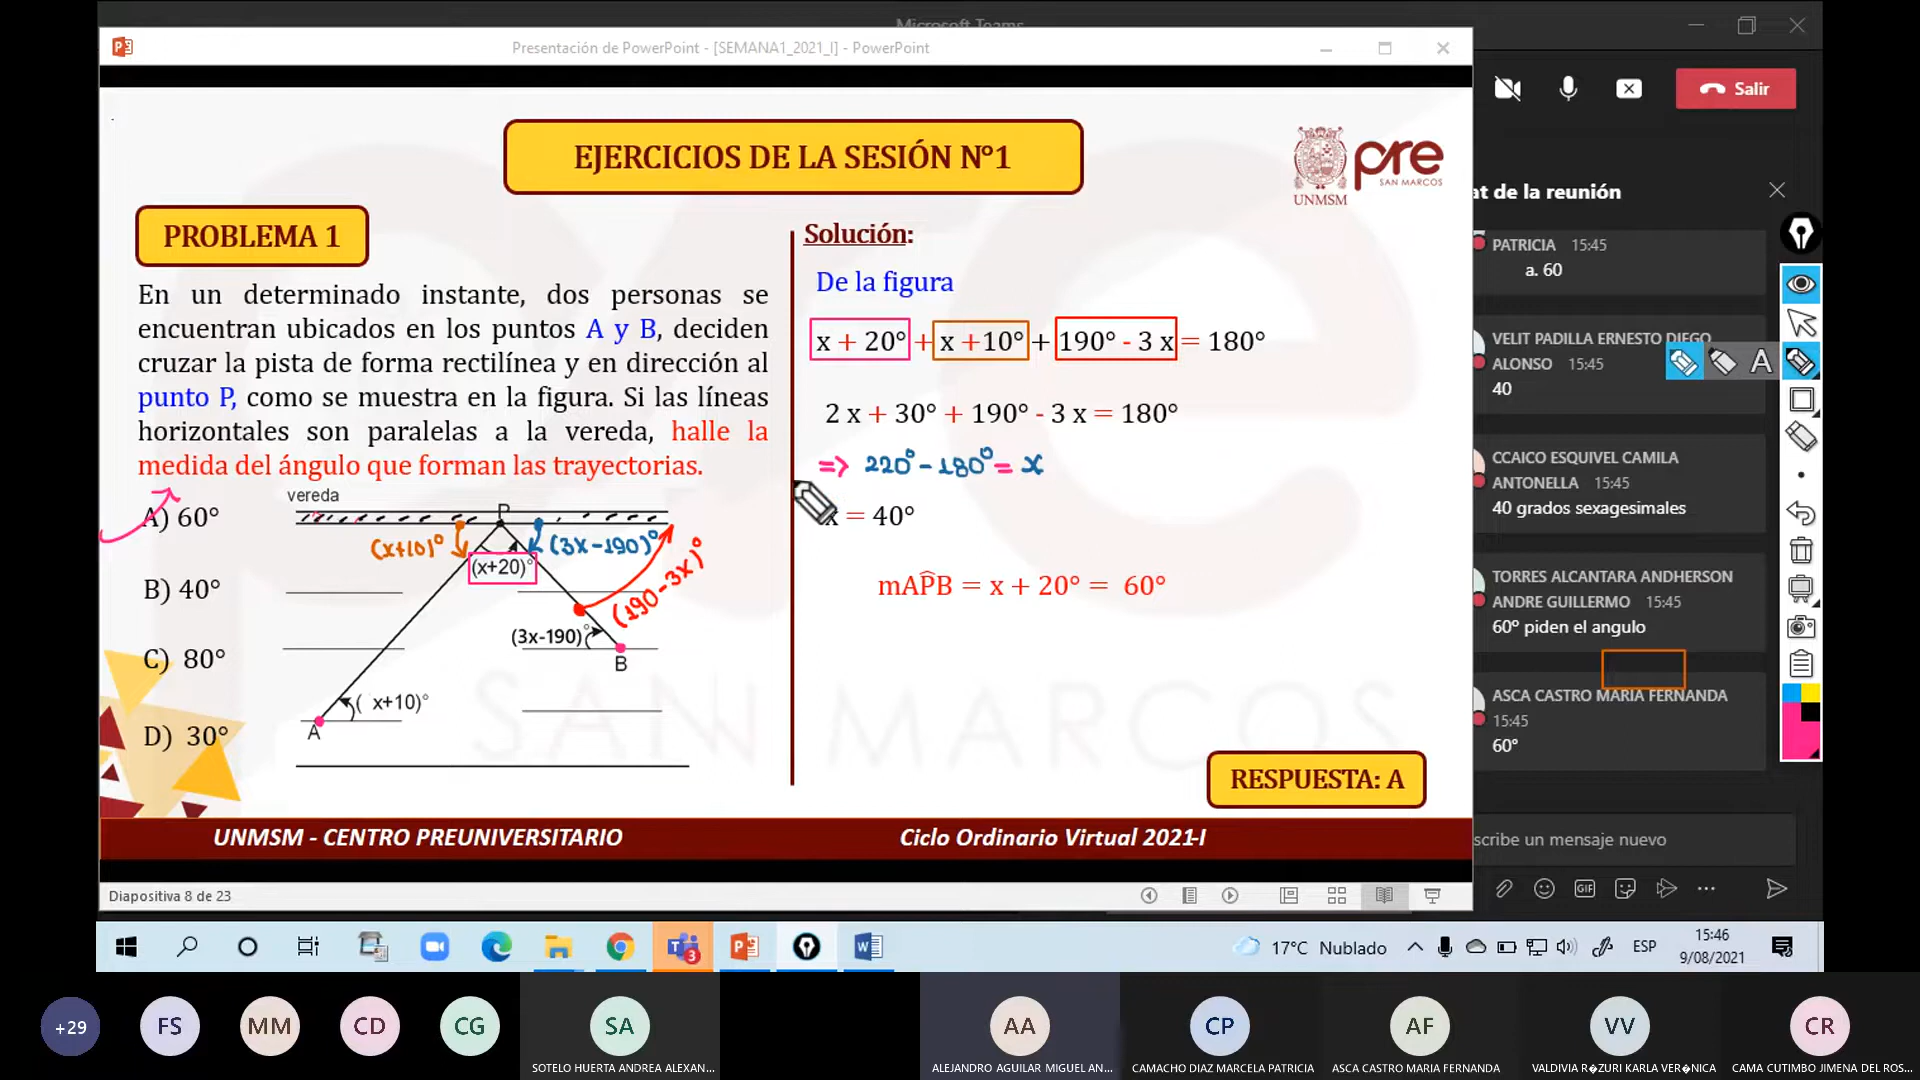 Microsoft Teams
Presentación de PowerPoint - [SEMANA1_2021_I] - PowerPoint
Salir
EJERCICIOS DE LA SESIÓN N°1
UNMSM
pre
SAN MARCOS
at de la reunión
PROBLEMA 1
En un determinado instante, dos personas se
encuentran ubicados en los puntos A y B, deciden
cruzar la pista de forma rectilínea y en dirección al
punto P, como se muestra en la figura. Si las líneas
horizontales son paralelas a la vereda, halle la
medida del ángulo que forman las trayectorias.
A) 60°
B) 40°
C) 80°
D) 30°
vereda
P
(x+10)°
(3x-190)°
(x+20)°
(190-3x)°
(3x-190)°
B
( x+10)°
A
Solución:
De la figura
x + 20° + x +10° + 190° - 3 x = 180°
2 x + 30° + 190° - 3 x = 180°
=> 220° - 180° = x
x = 40°
mAP̂B = x + 20° = 60°
RESPUESTA: A
SAN MARCOS
UNMSM - CENTRO PREUNIVERSITARIO
Ciclo Ordinario Virtual 2021-I
Diapositiva 8 de 23
PATRICIA 15:45
a. 60
VELIT PADILLA ERNESTO DIEGO
ALONSO 15:45
40
CCAICO ESQUIVEL CAMILA
ANTONELLA 15:45
40 grados sexagesimales
TORRES ALCANTARA ANDHERSON
ANDRE GUILLERMO 15:45
60º piden el angulo
ASCA CASTRO MARIA FERNANDA
15:45
60°
scribe un mensaje nuevo
GIF
A
3
17°C Nublado
ESP
15:46
9/08/2021
+29
FS
MM
CD
CG
SA
AA
CP
AF
VV
CR
SOTELO HUERTA ANDREA ALEXAN...
ALEJANDRO AGUILAR MIGUEL AN...
CAMACHO DIAZ MARCELA PATRICIA
ASCA CASTRO MARIA FERNANDA
VALDIVIA R�ZURI KARLA VER�NICA
CAMA CUTIMBO JIMENA DEL ROS...